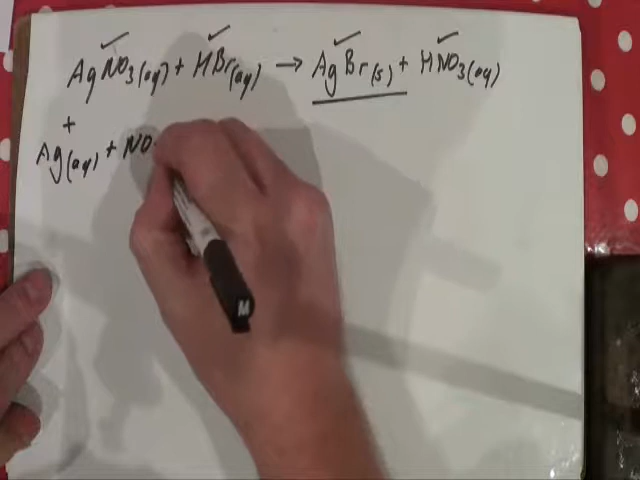 AgNO₃(aq) + HBr(aq) → AgBr(s) + HNO₃(aq)
+
Ag(aq) + NO
M